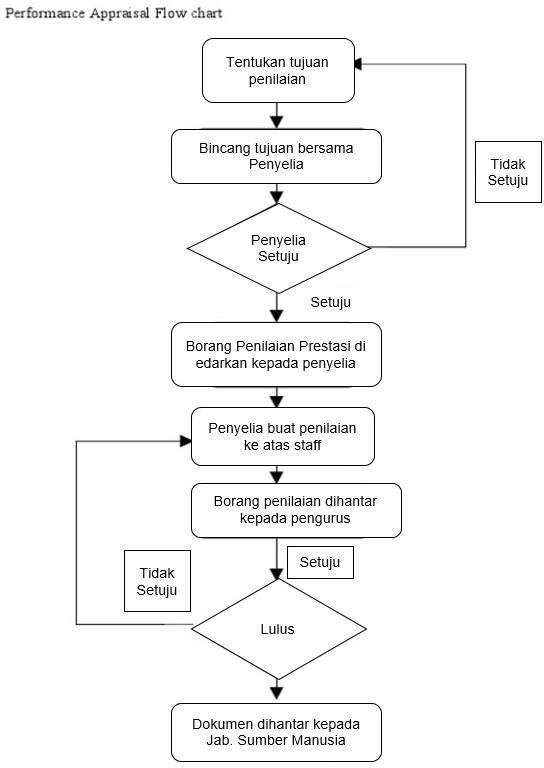 Performance Appraisal Flow chart
Tentukan tujuan
penilaian
Bincang tujuan bersama
Penyelia
Tidak
Setuju
Penyelia
Setuju
Setuju
Borang Penilaian Prestasi di
edarkan kepada penyelia
Penyelia buat penilaian
ke atas staff
Borang penilaian dihantar
kepada pengurus
Setuju
Tidak
Setuju
Lulus
Dokumen dihantar kepada
Jab. Sumber Manusia